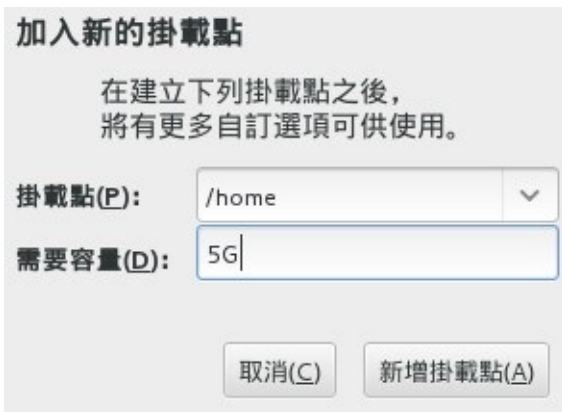 加入新的掛載點
在建立下列掛載點之後，
將有更多自訂選項可供使用。
掛載點(P)： /home
需要容量(D)： 5G
取消(C) 新增掛載點(A)